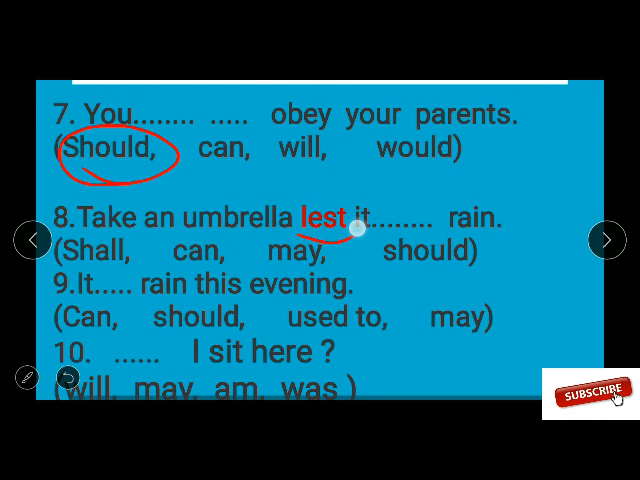 7. You........ ..... obey your parents.
(Should, can, will, would)
8.Take an umbrella lest it........ rain.
(Shall, can, may, should)
9.It..... rain this evening.
(Can, should, used to, may)
10. ...... I sit here ?
(will, may, am, was )
SUBSCRIBE